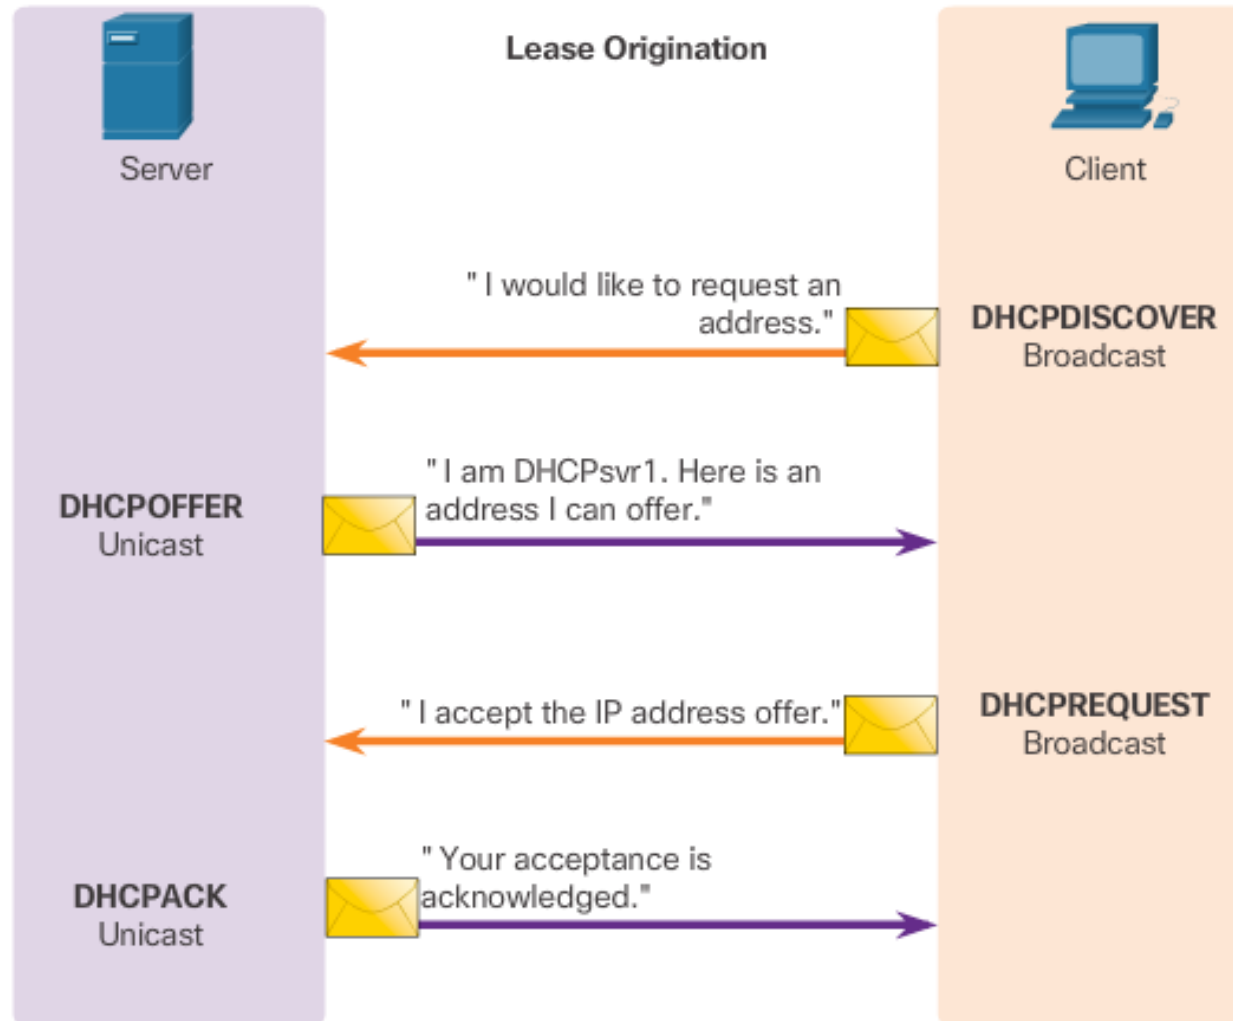 Lease Origination
Server
Client
" I would like to request an
address."
DHCPDISCOVER
Broadcast
" I am DHCPsvr1. Here is an
address I can offer."
DHCPOFFER
Unicast
" I accept the IP address offer."
DHCPREQUEST
Broadcast
" Your acceptance is
acknowledged."
DHCPACK
Unicast